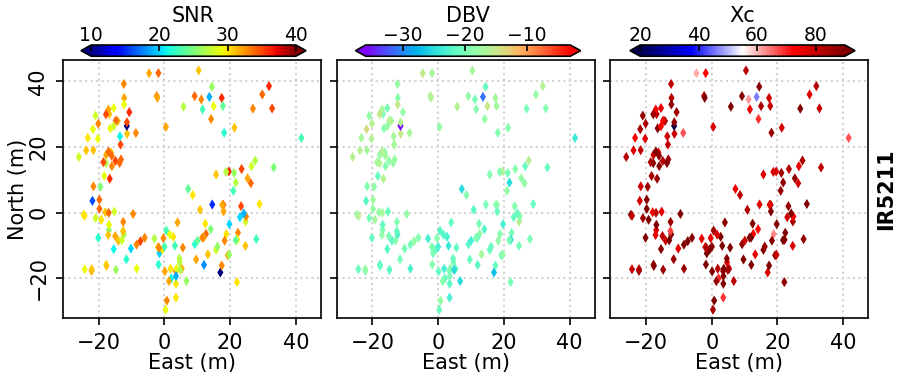 SNR DBV Xc
10 20 30 40 −30 −20 −10 20 40 60 80
40
20
0
−20
North (m)
IR5211
−20 0 20 40 −20 0 20 40 −20 0 20 40
East (m) East (m) East (m)